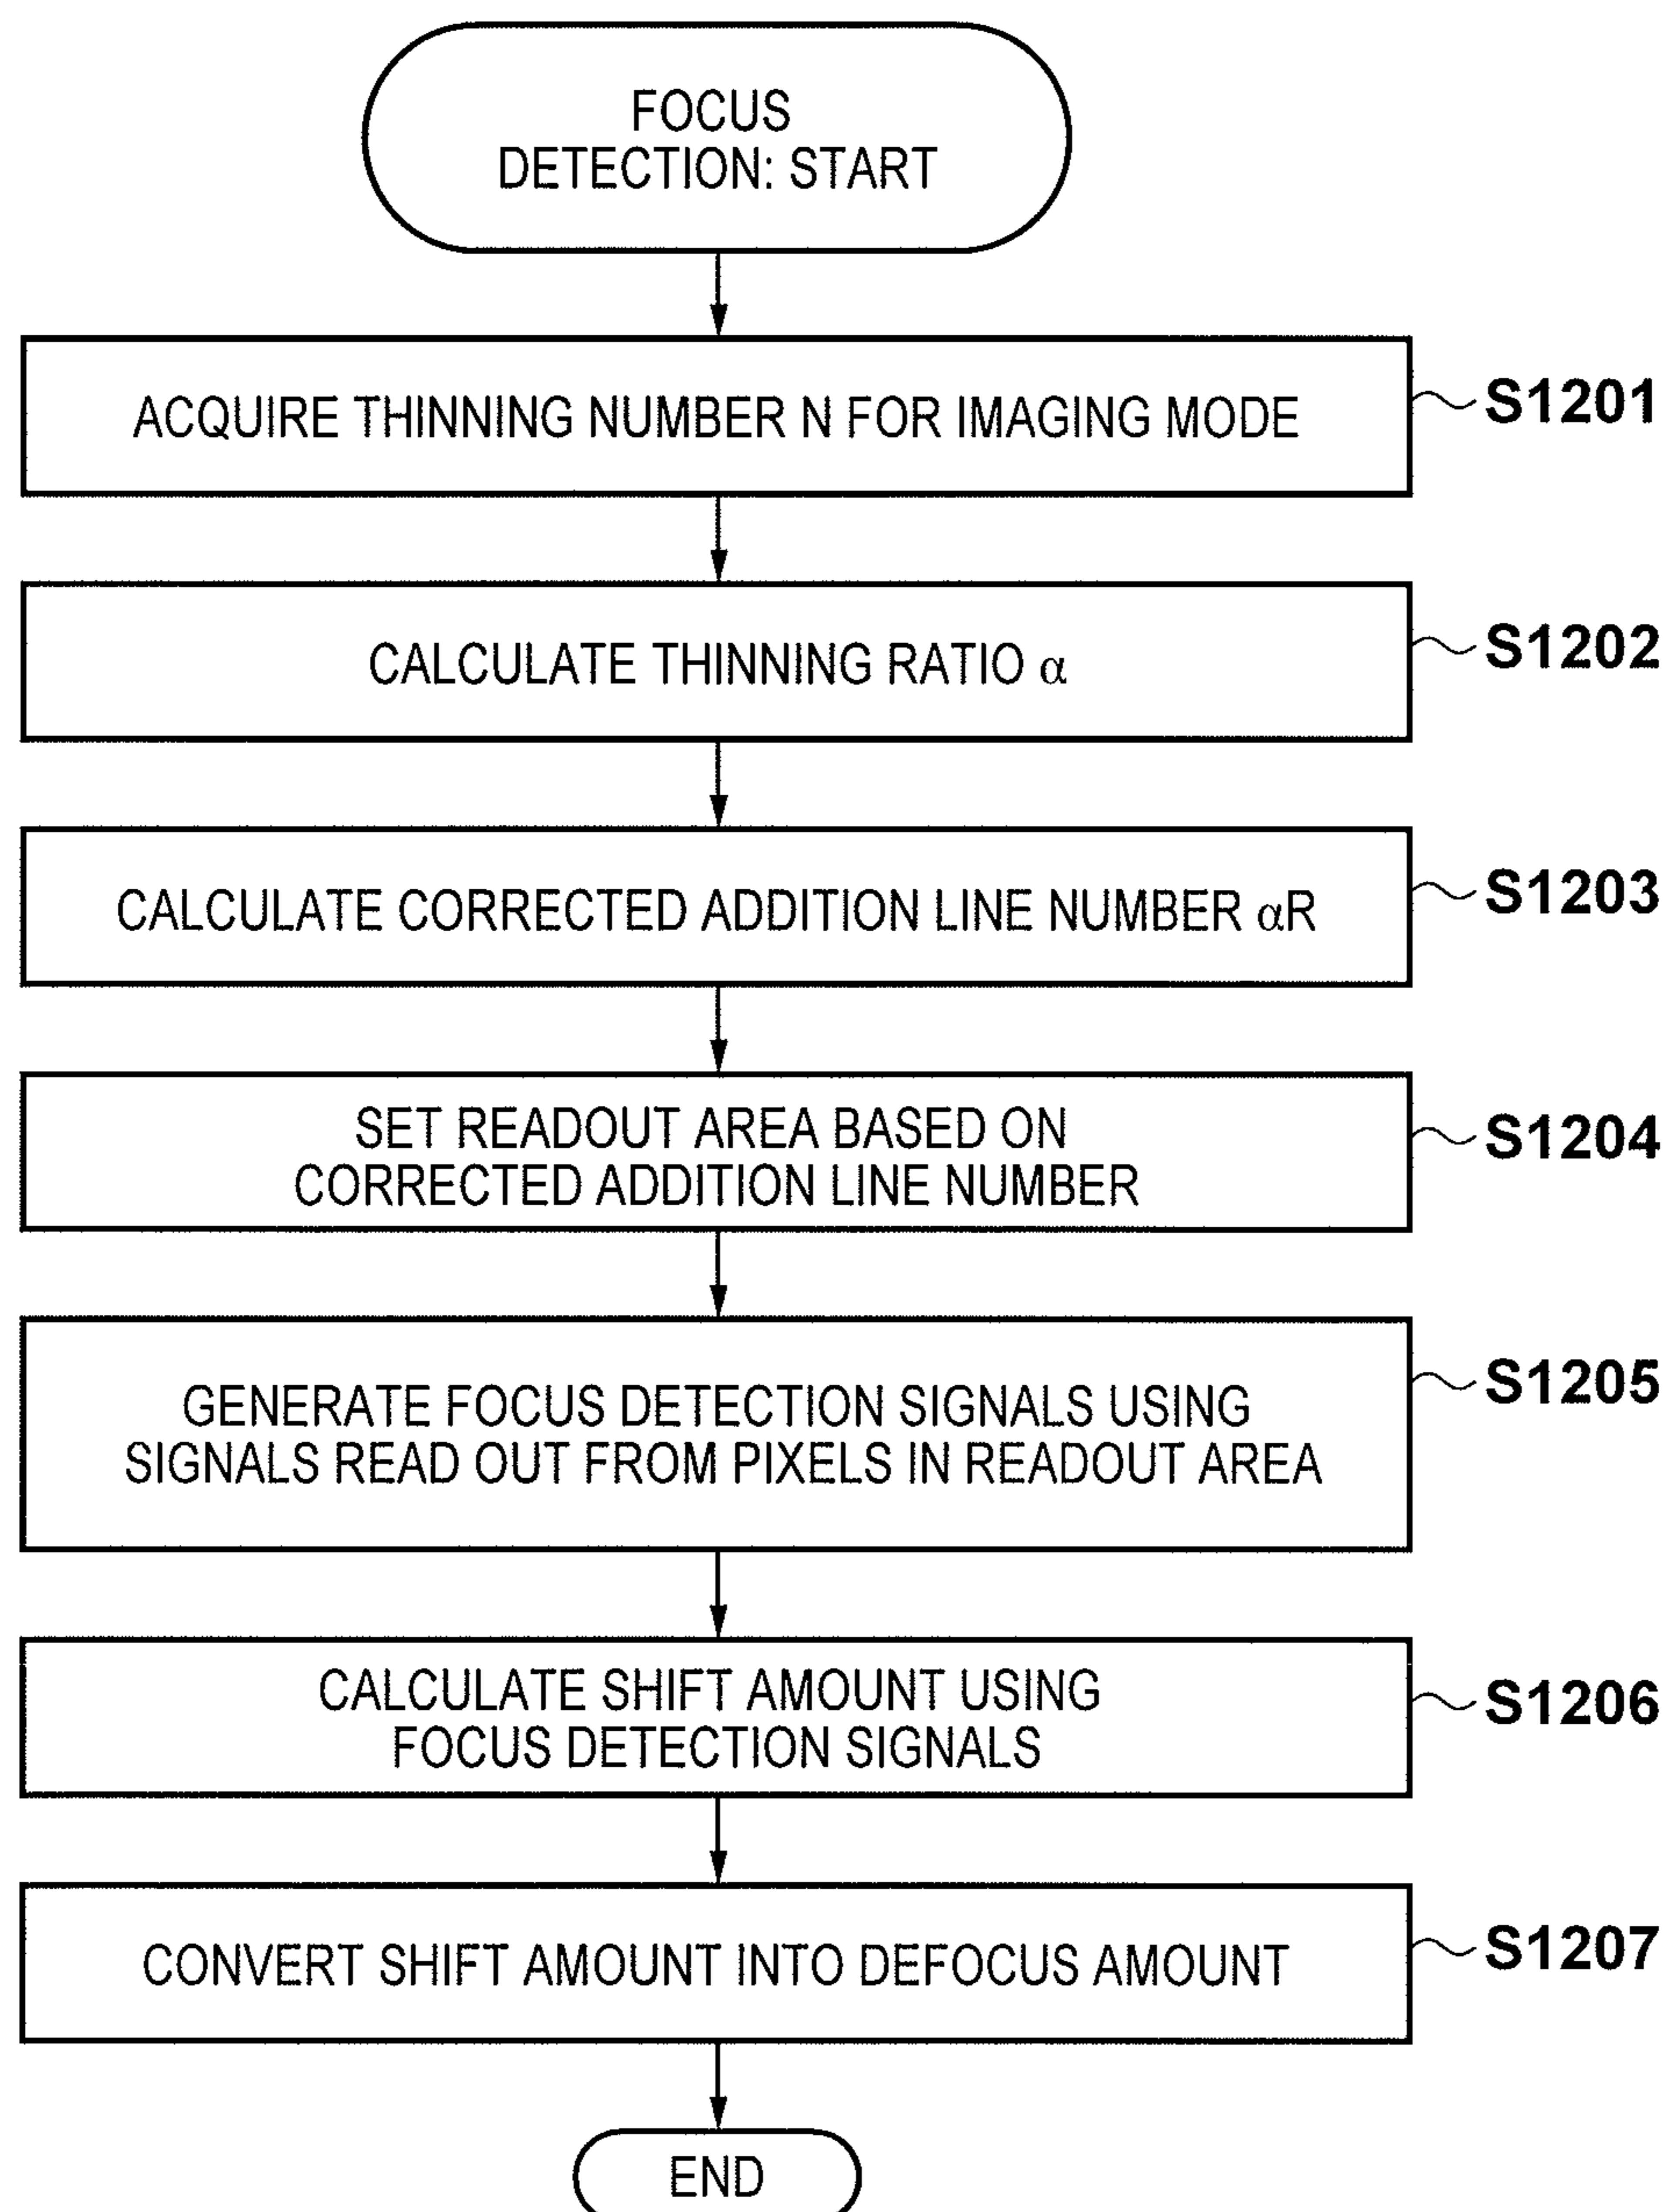 FOCUS
DETECTION: START
ACQUIRE THINNING NUMBER N FOR IMAGING MODE
S1201
CALCULATE THINNING RATIO α
S1202
CALCULATE CORRECTED ADDITION LINE NUMBER αR
S1203
SET READOUT AREA BASED ON
CORRECTED ADDITION LINE NUMBER
S1204
GENERATE FOCUS DETECTION SIGNALS USING
SIGNALS READ OUT FROM PIXELS IN READOUT AREA
S1205
CALCULATE SHIFT AMOUNT USING
FOCUS DETECTION SIGNALS
S1206
CONVERT SHIFT AMOUNT INTO DEFOCUS AMOUNT
S1207
END